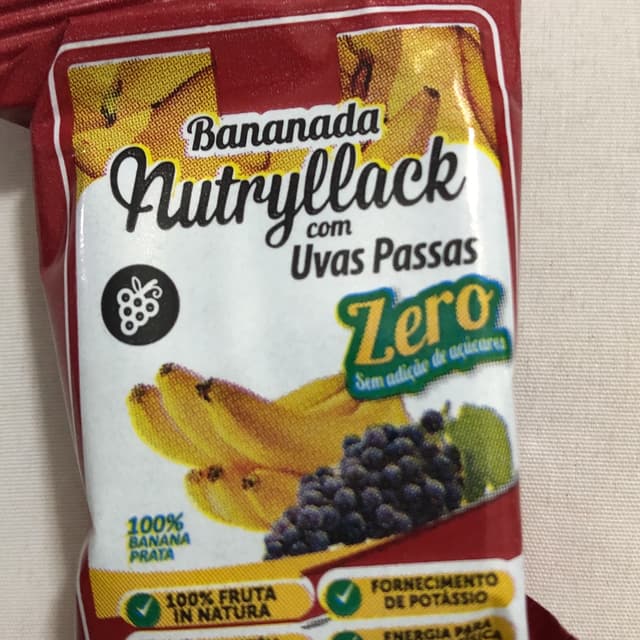 Bananada
Nutryllack
com
Uvas Passas
Zero
Sem adição de açúcares
100%
BANANA
PRATA
100% FRUTA
IN NATURA
FORNECIMENTO
DE POTÁSSIO
ENERGIA PARA